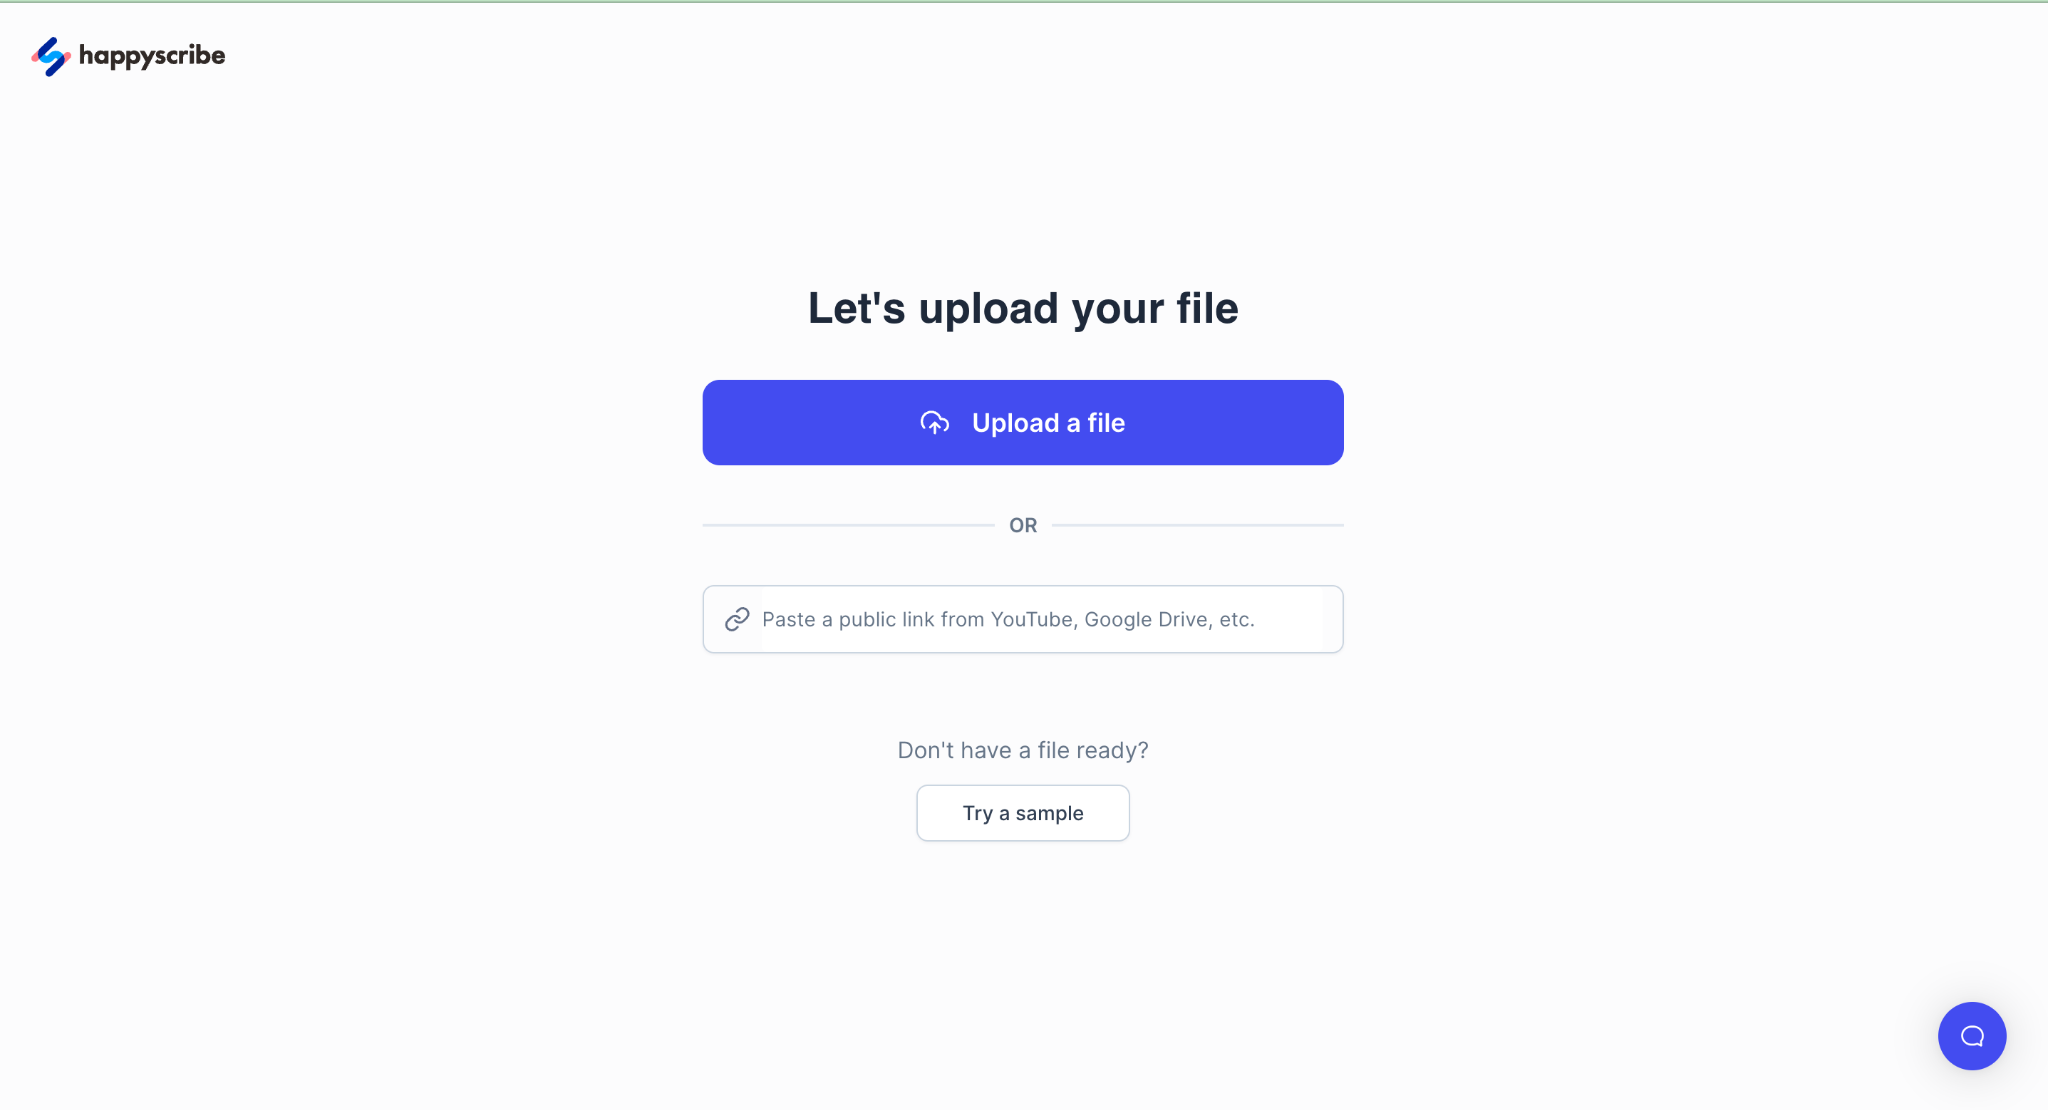 happyscribe
Let's upload your file
Upload a file
OR
Paste a public link from YouTube, Google Drive, etc.
Don't have a file ready?
Try a sample